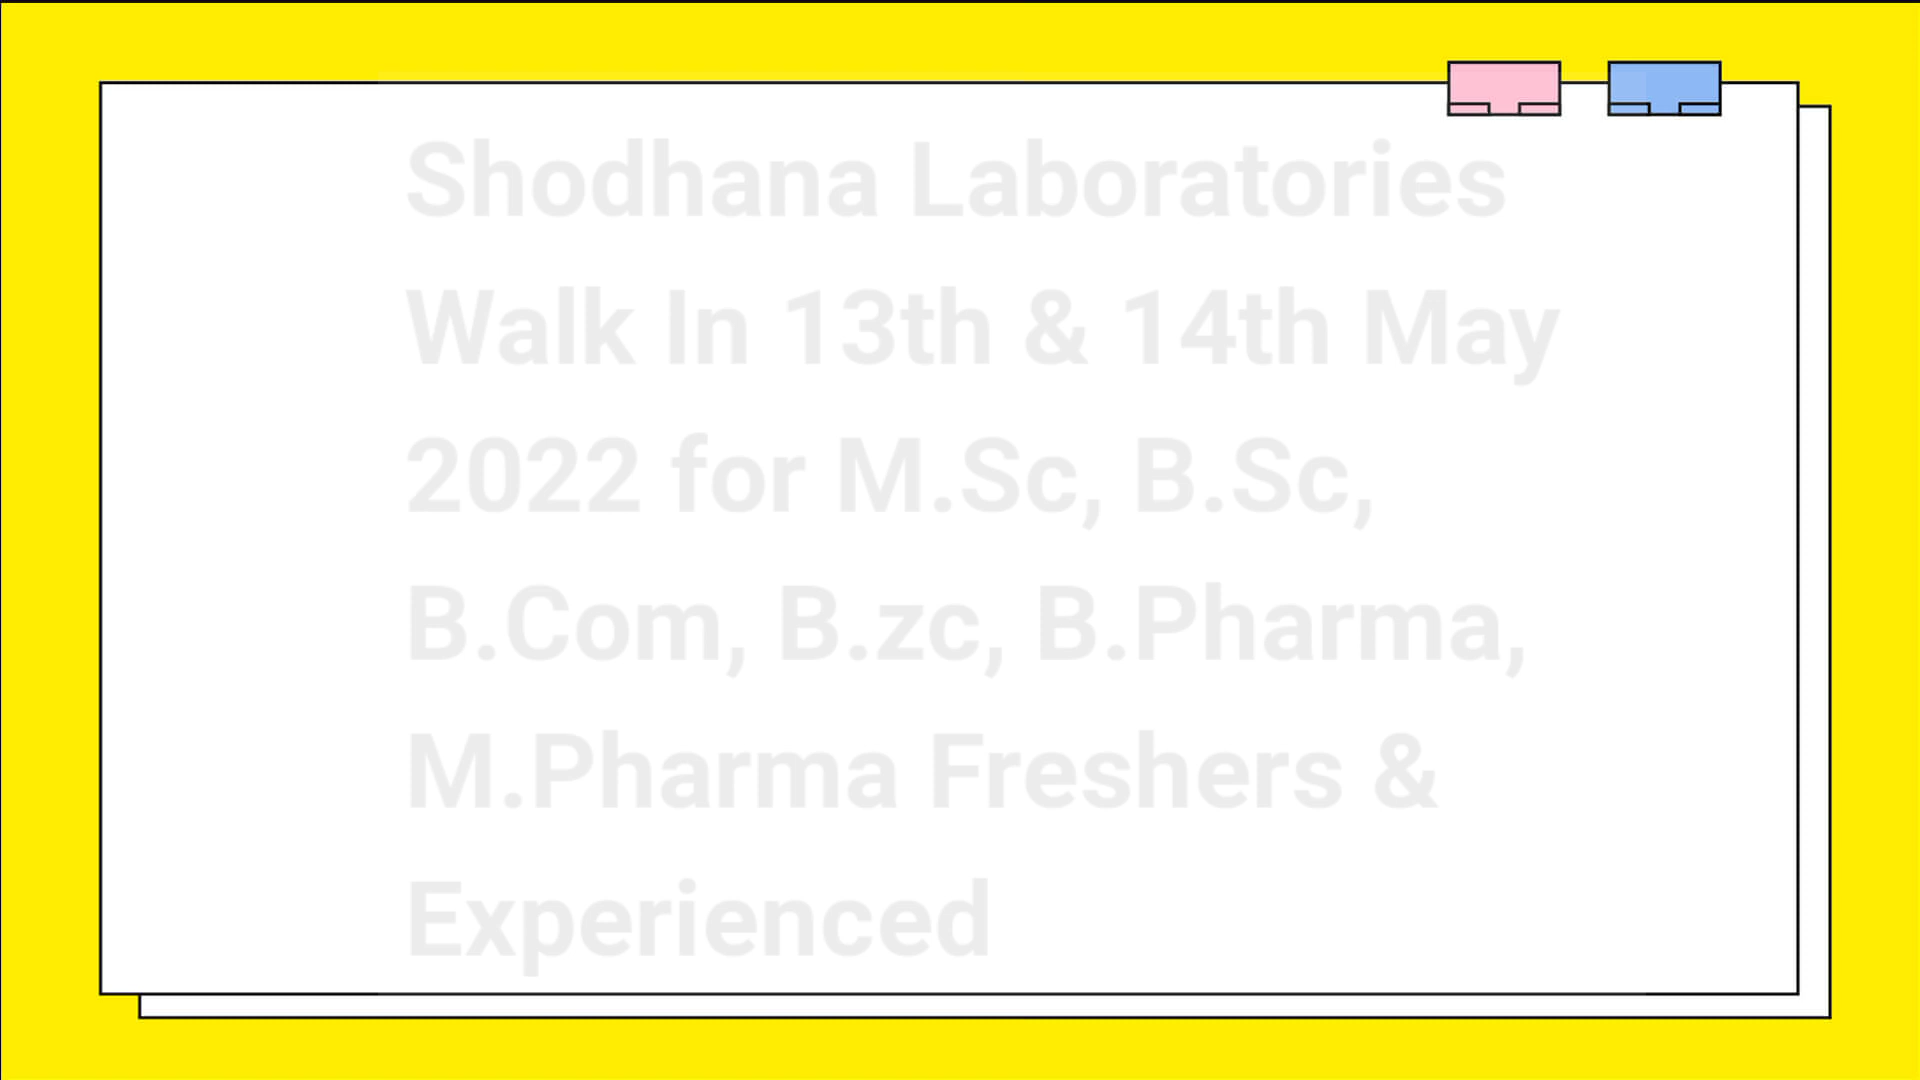 Shodhana Laboratories
Walk In 13th & 14th May
2022 for M.Sc, B.Sc,
B.Com, B.zc, B.Pharma,
M.Pharma Freshers &
Experienced